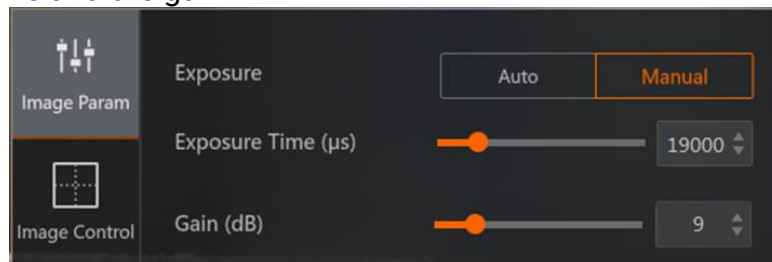 Image Param
Exposure
Auto
Manual
Exposure Time (µs)
19000
Image Control
Gain (dB)
9